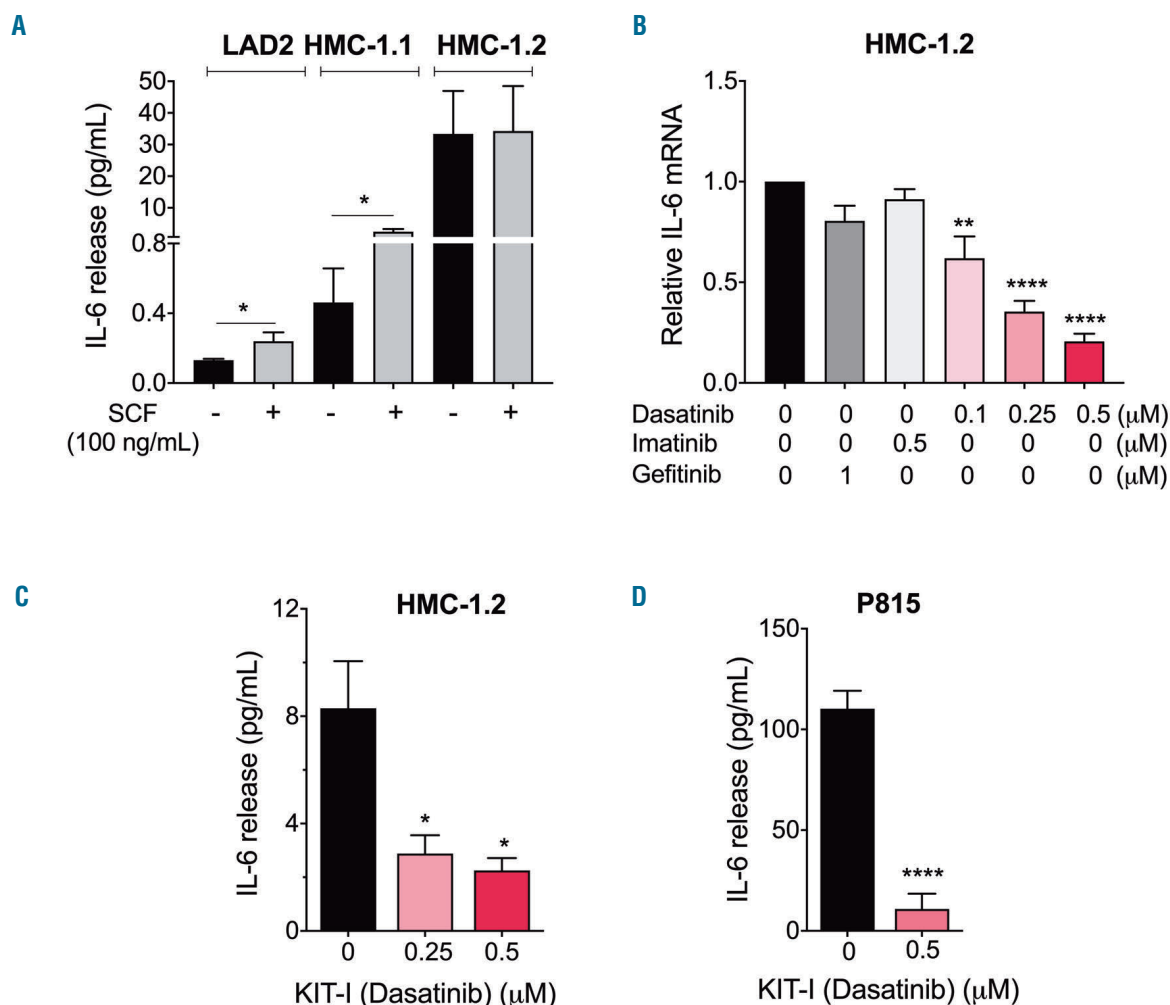 A
LAD2 HMC-1.1 HMC-1.2
IL-6 release (pg/mL)
50
40
30
20
10
0.8
0.4
0.0
* *
SCF - + - + - +
(100 ng/mL)
B
HMC-1.2
Relative IL-6 mRNA
1.5
1.0
0.5
0.0
** **** ****
Dasatinib 0 0 0 0.1 0.25 0.5 (μM)
Imatinib 0 0 0.5 0 0 0 (μM)
Gefitinib 0 1 0 0 0 0 (μM)
C
HMC-1.2
IL-6 release (pg/mL)
12
8
4
0
* *
0 0.25 0.5
KIT-I (Dasatinib) (μM)
D
P815
IL-6 release (pg/mL)
150
100
50
0
****
0 0.5
KIT-I (Dasatinib) (μM)